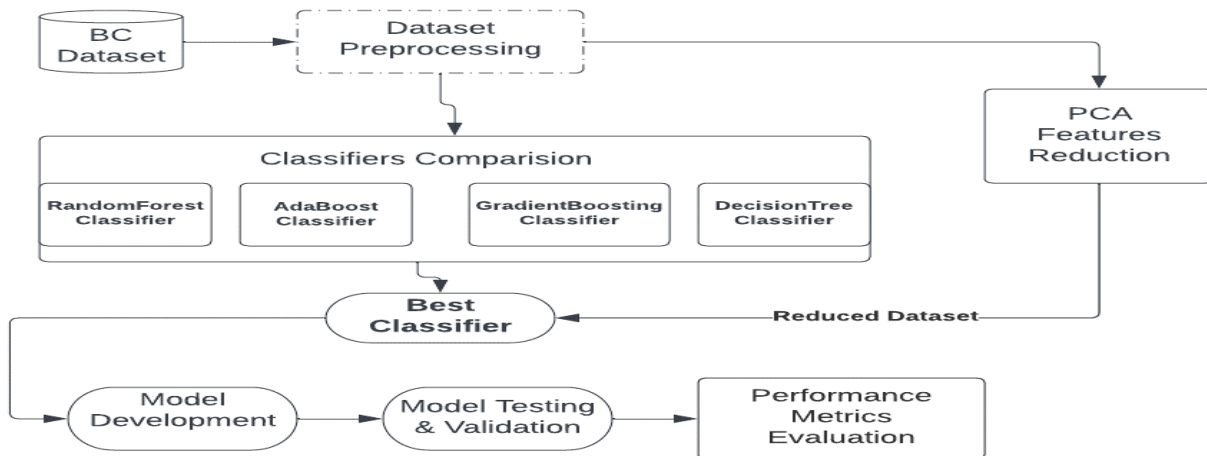 BC
Dataset
Dataset
Preprocessing
PCA
Features
Reduction
Classifiers Comparision
RandomForest
Classifier
AdaBoost
Classifier
GradientBoosting
Classifier
DecisionTree
Classifier
Best
Classifier
Reduced Dataset
Model
Development
Model Testing
& Validation
Performance
Metrics
Evaluation